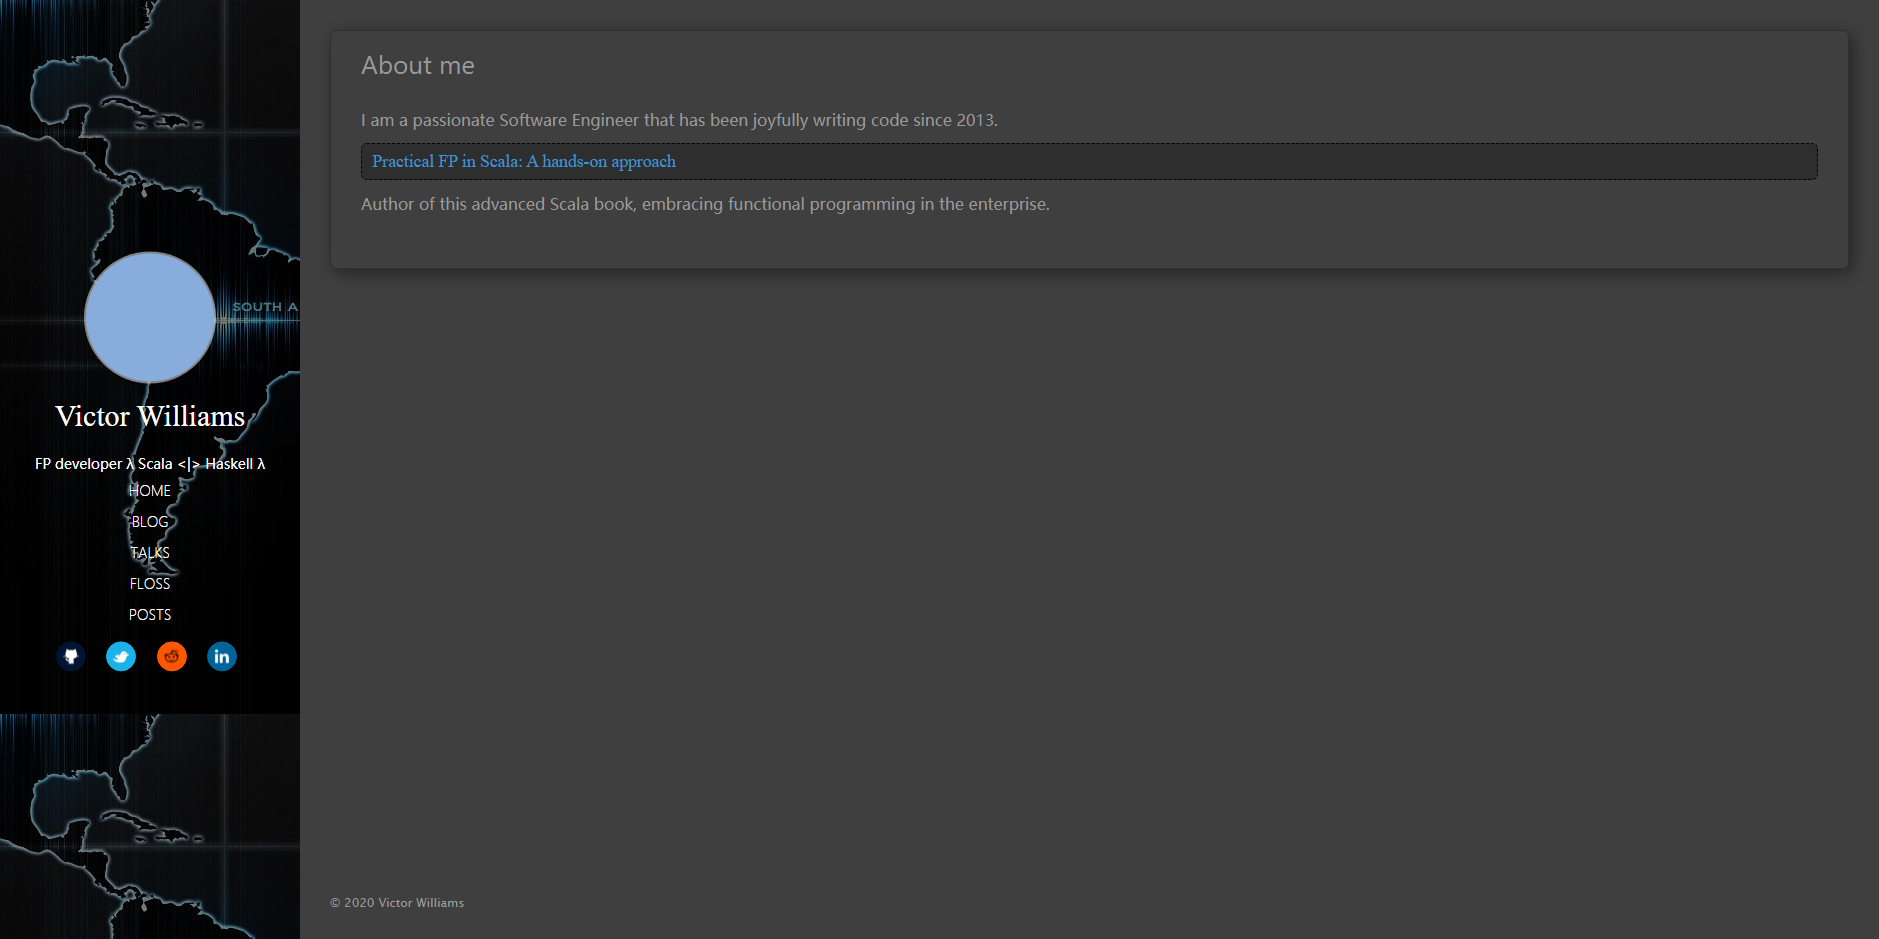 SOUTH A
Victor Williams
FP developer λ Scala <|> Haskell λ
HOME
BLOG
TALKS
FLOSS
POSTS
in
About me
I am a passionate Software Engineer that has been joyfully writing code since 2013.
Practical FP in Scala: A hands-on approach
Author of this advanced Scala book, embracing functional programming in the enterprise.
© 2020 Victor Williams